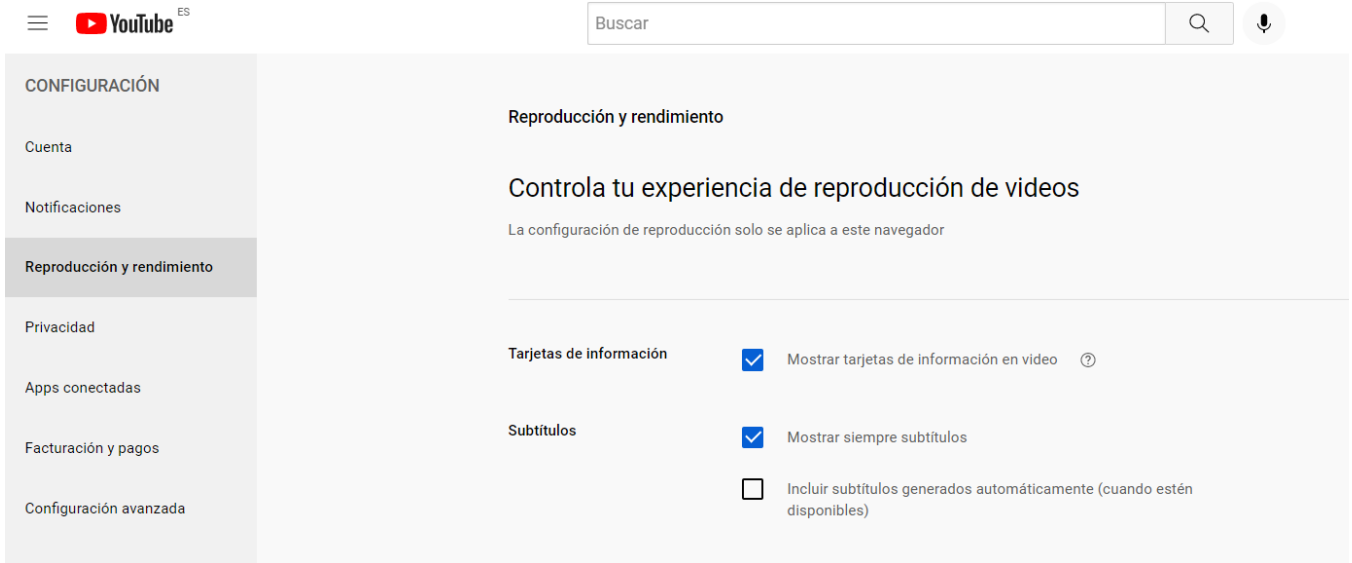 YouTube ES
Buscar
CONFIGURACIÓN
Cuenta
Notificaciones
Reproducción y rendimiento
Privacidad
Apps conectadas
Facturación y pagos
Configuración avanzada
Reproducción y rendimiento
Controla tu experiencia de reproducción de videos
La configuración de reproducción solo se aplica a este navegador
Tarjetas de información
Mostrar tarjetas de información en video
Subtítulos
Mostrar siempre subtítulos
Incluir subtítulos generados automáticamente (cuando estén
disponibles)